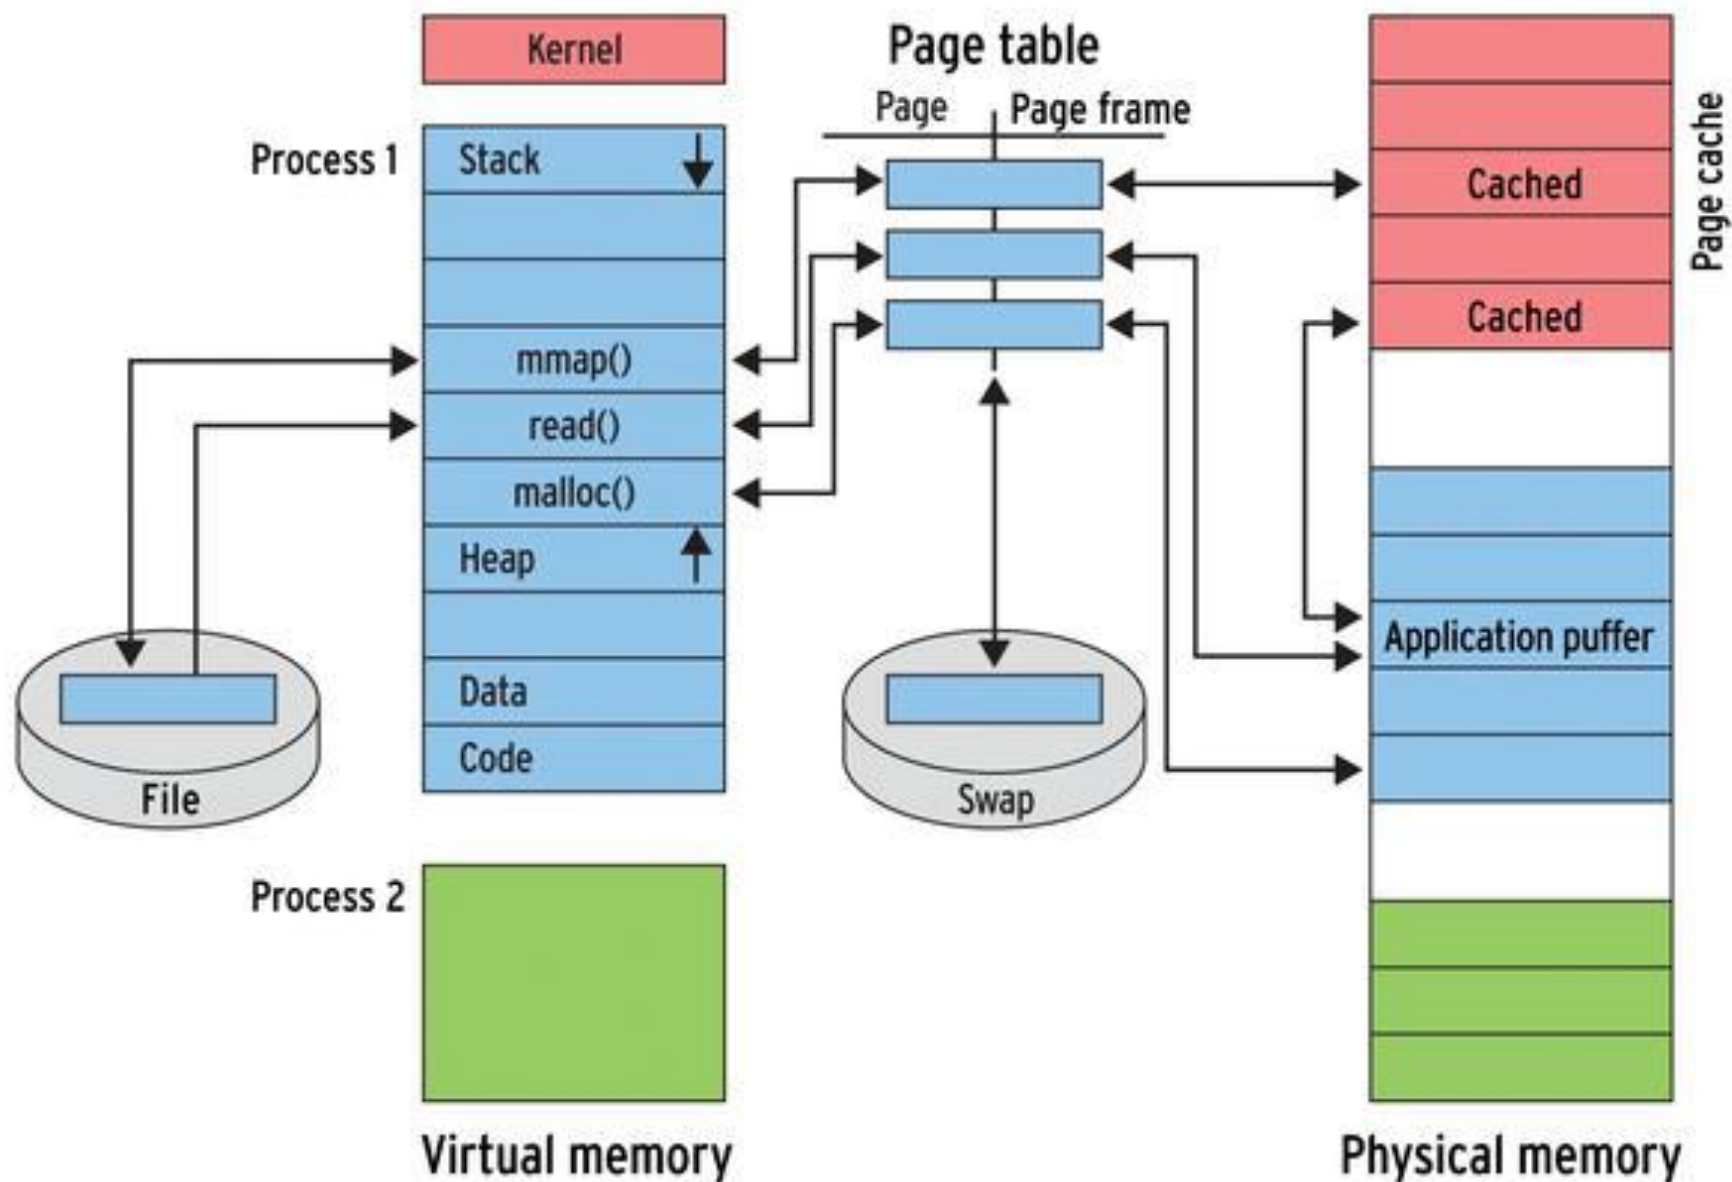 Kernel
Page table
Page
Page frame
Process 1
Stack
Cached
Page cache
Cached
mmap()
read()
malloc()
Heap
Application puffer
Data
Code
File
Swap
Process 2
Virtual memory
Physical memory